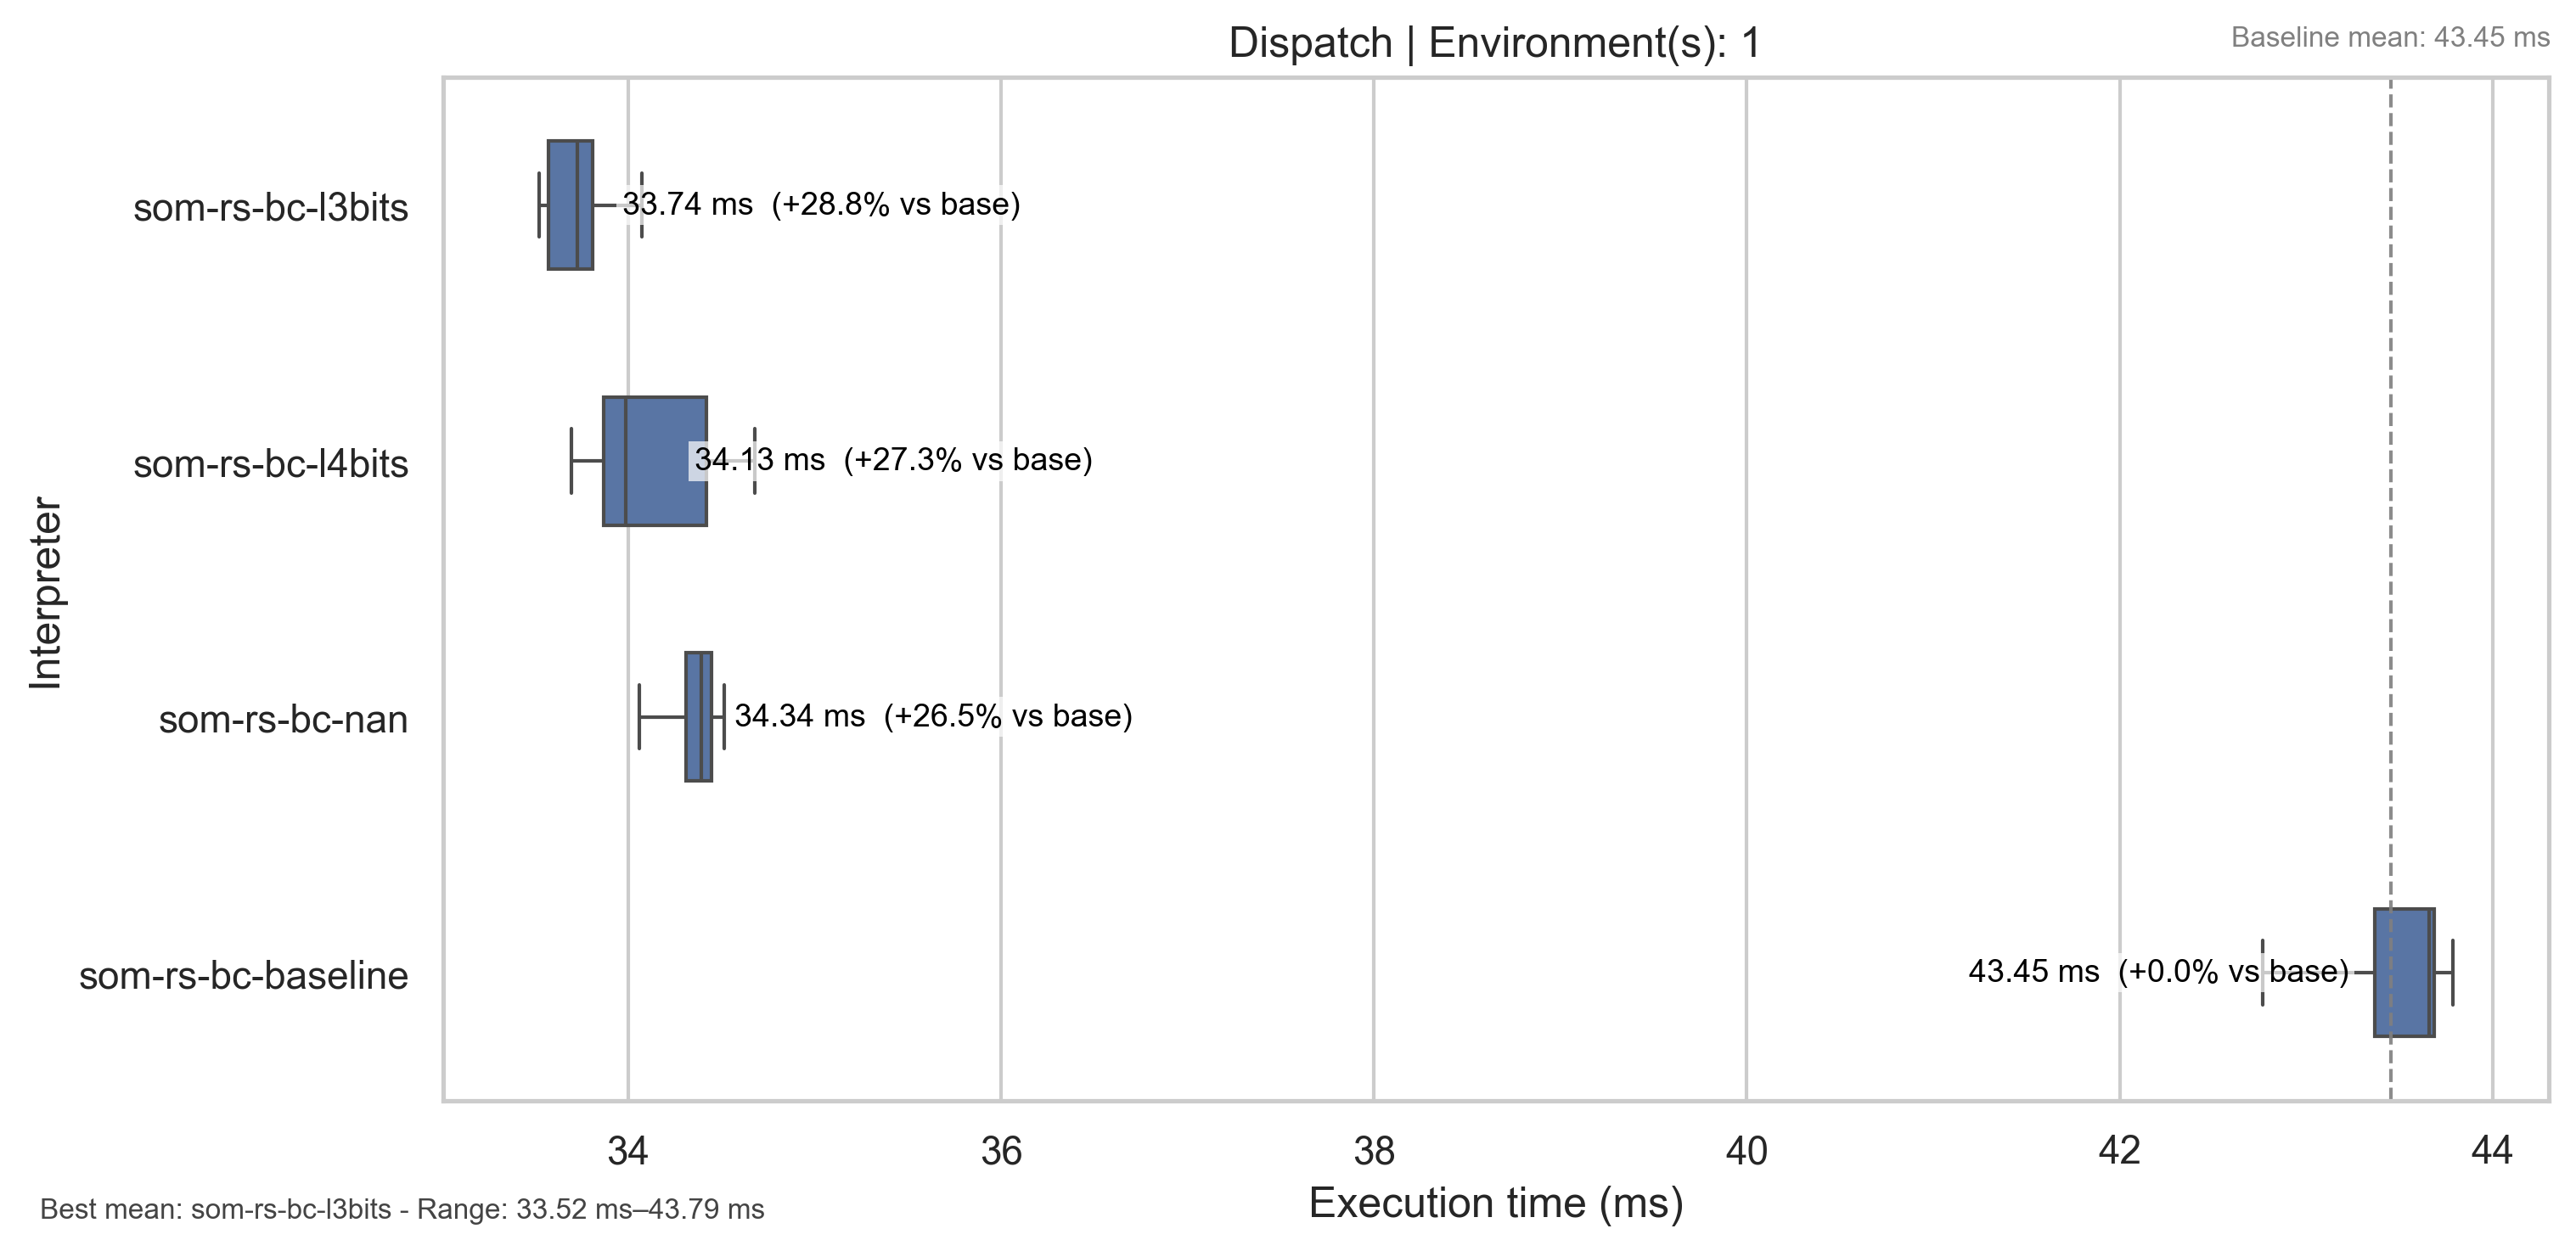 Dispatch | Environment(s): 1
Baseline mean: 43.45 ms
som-rs-bc-l3bits
33.74 ms  (+28.8% vs base)
som-rs-bc-l4bits
34.13 ms  (+27.3% vs base)
Interpreter
som-rs-bc-nan
34.34 ms  (+26.5% vs base)
som-rs-bc-baseline
43.45 ms  (+0.0% vs base)
34 36 38 40 42 44
Execution time (ms)
Best mean: som-rs-bc-l3bits - Range: 33.52 ms–43.79 ms